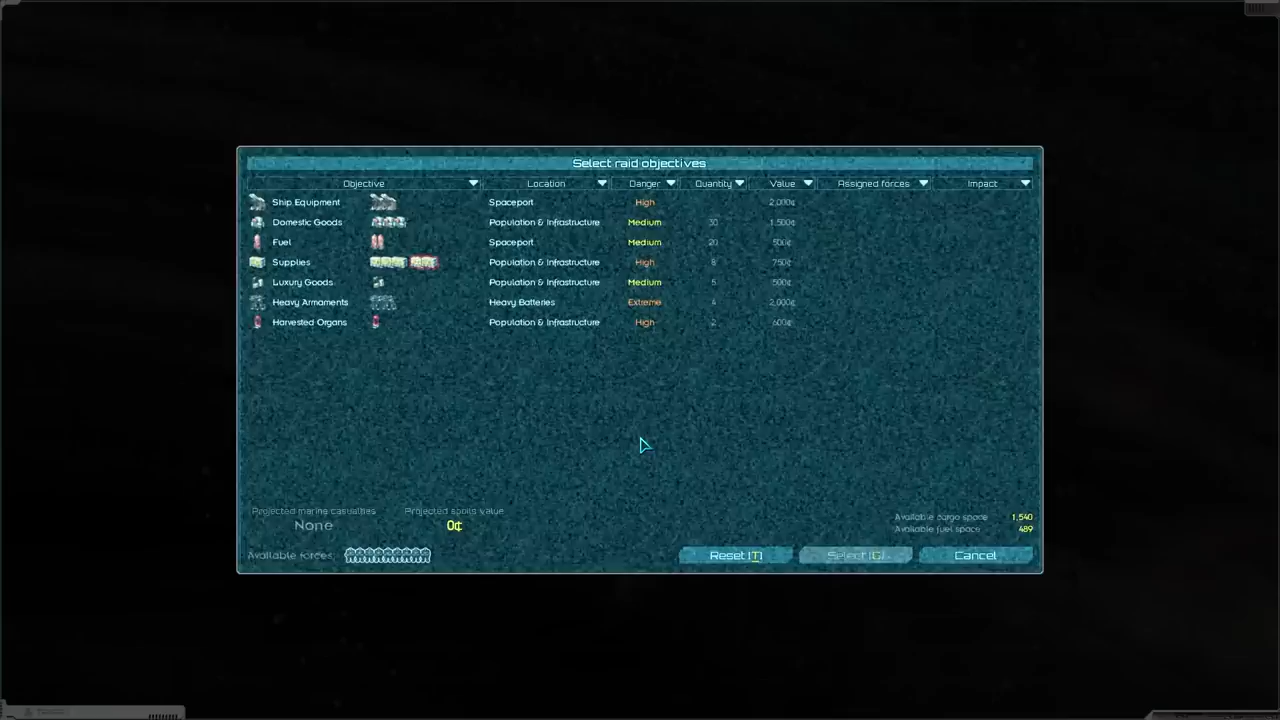 Select raid objectives
Objective Location Danger Quantity Value Assigned forces Impact
Ship Equipment Spaceport High 2,000¢
Domestic Goods Population & Infrastructure Medium 30 1,500¢
Fuel Spaceport Medium 20 500¢
Supplies Population & Infrastructure High 8 750¢
Luxury Goods Population & Infrastructure Medium 5 500¢
Heavy Armaments Heavy Batteries Extreme 4 2,000¢
Harvested Organs Population & Infrastructure High 2 600¢
Projected marine casualties Projected spoils value
None 0¢
Available cargo space 1,540
Available fuel space 489
Available forces:
Reset [T] Select [G] Cancel